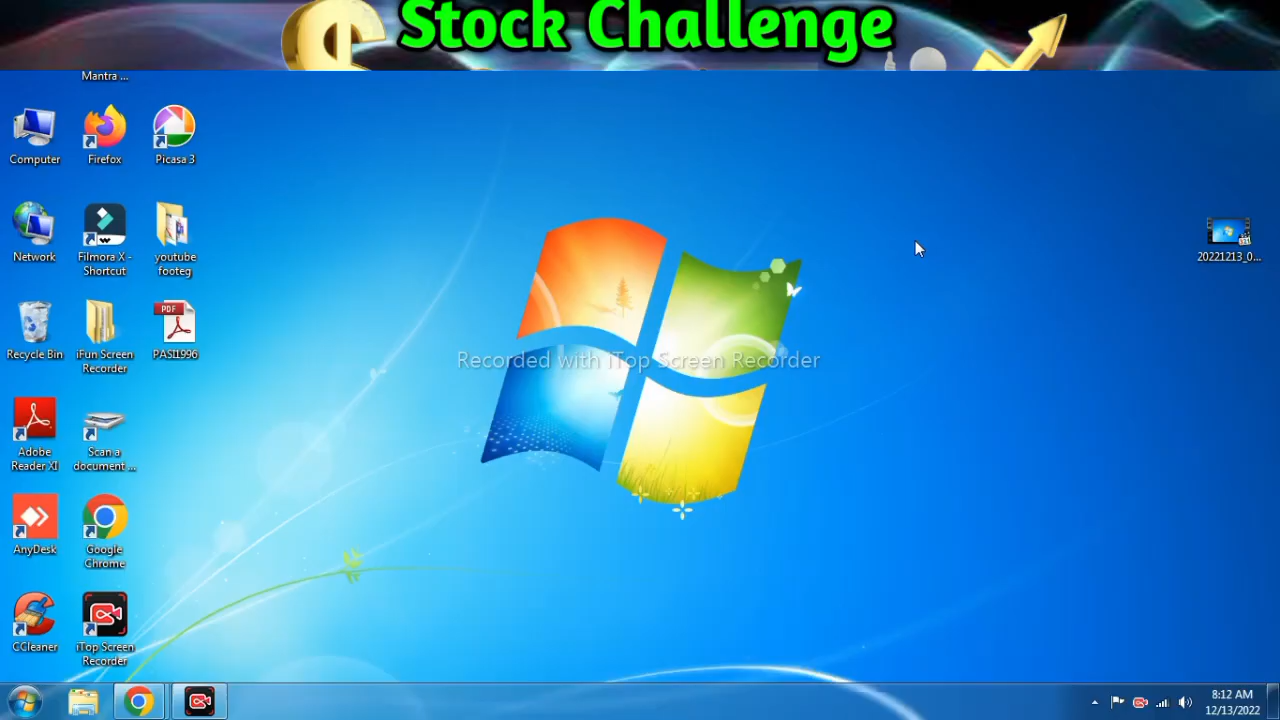 Stock Challenge
Mantra ...
Computer
Firefox
Picasa 3
Network
Filmora X -
Shortcut
youtube
footeg
20221213_0...
Recycle Bin
iFun Screen
Recorder
PDF
PASI1996
Recorded with iTop Screen Recorder
Adobe
Reader XI
Scan a
document ...
AnyDesk
Google
Chrome
CCleaner
iTop Screen
Recorder
8:12 AM
12/13/2022